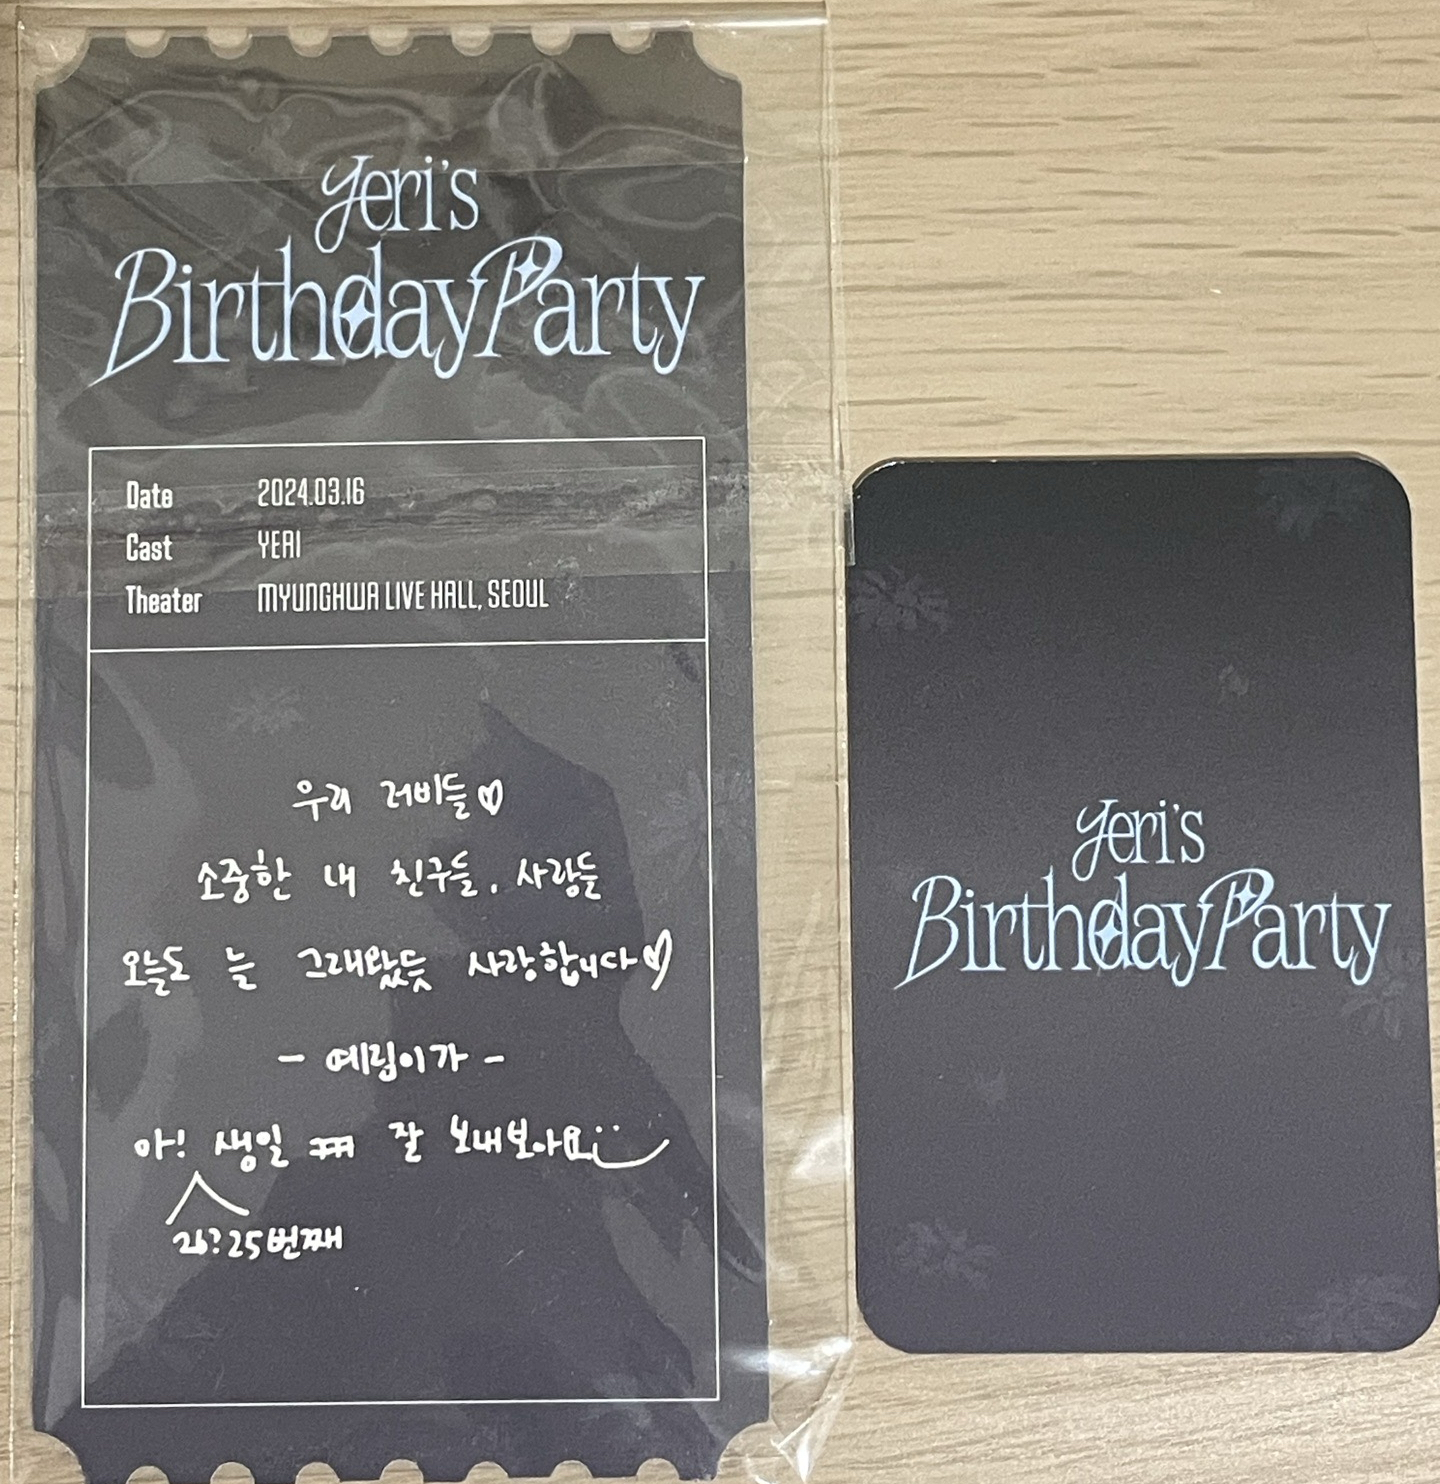 Yeri's
Birthday Party
Date 2024.03.16
Cast YERI
Theater MYUNGHWA LIVE HALL, SEOUL
우리 러비들♡
소중한 내 친구들, 사람들
오늘도 늘 그래왔듯 사랑합니다♡
- 예림이가 -
아! 생일 잘 보내보아요
26? 25번째
Yeri's
Birthday Party